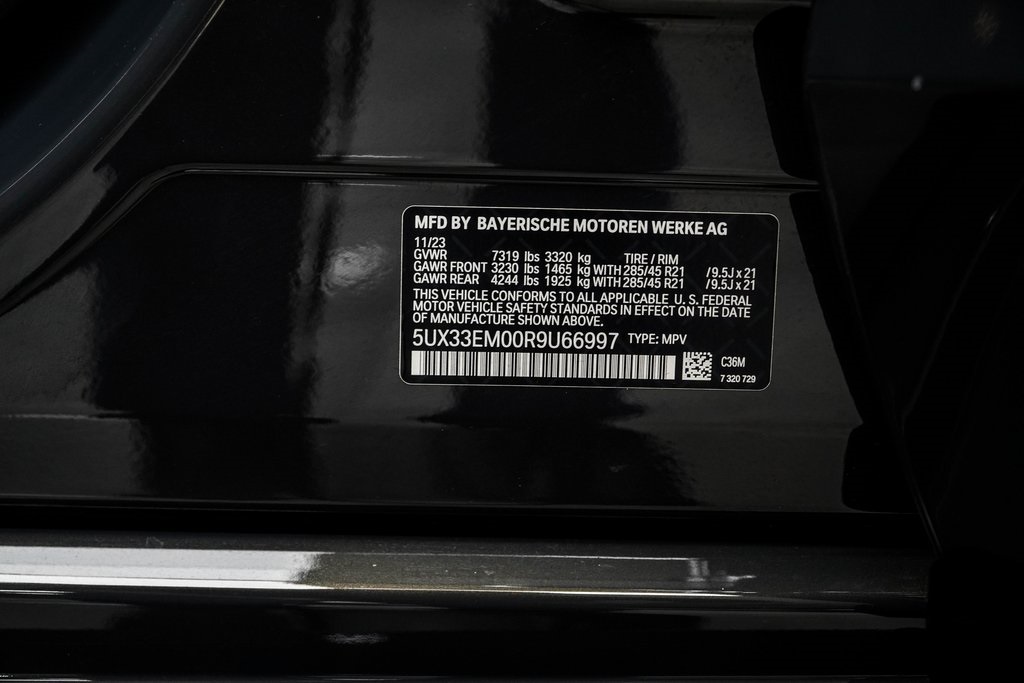 MFD BY BAYERISCHE MOTOREN WERKE AG
11/23
GVWR 7319 lbs 3320 kg TIRE / RIM
GAWR FRONT 3230 lbs 1465 kg WITH 285/45 R21 / 9.5J x 21
GAWR REAR 4244 lbs 1925 kg WITH 285/45 R21 / 9.5J x 21
THIS VEHICLE CONFORMS TO ALL APPLICABLE U. S. FEDERAL
MOTOR VEHICLE SAFETY STANDARDS IN EFFECT ON THE DATE
OF MANUFACTURE SHOWN ABOVE.
5UX33EM00R9U66997 TYPE: MPV
C36M
7 320 729